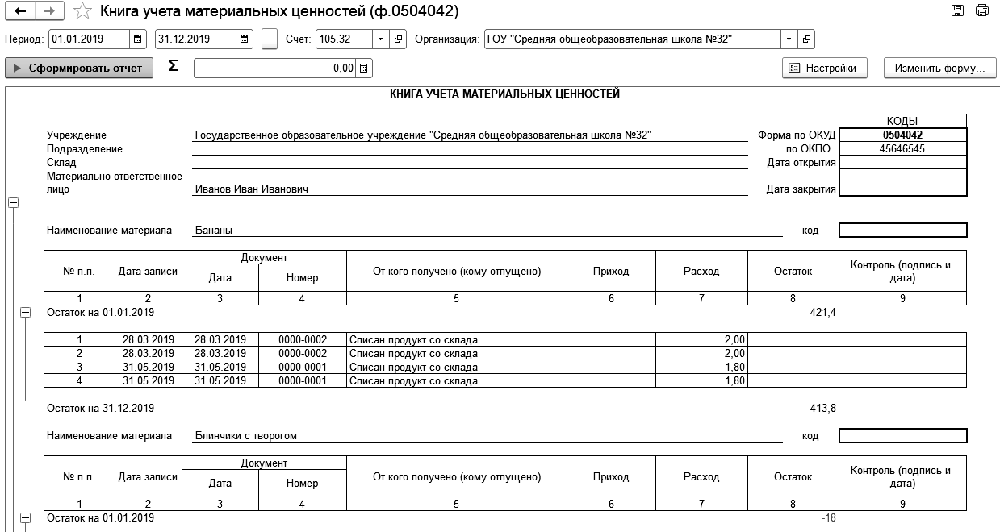 Книга учета материальных ценностей (ф.0504042)
Период: 01.01.2019 31.12.2019 Счет: 105.32 Организация: ГОУ "Средняя общеобразовательная школа №32"
Сформировать отчет Σ 0,00 Настройки Изменить форму...
КНИГА УЧЕТА МАТЕРИАЛЬНЫХ ЦЕННОСТЕЙ
КОДЫ
Учреждение Государственное образовательное учреждение "Средняя общеобразовательная школа №32" Форма по ОКУД 0504042
Подразделение по ОКПО 45646545
Склад Дата открытия
Материально ответственное
лицо Иванов Иван Иванович Дата закрытия
Наименование материала Бананы код
№ п.п. Дата записи Документ От кого получено (кому отпущено) Приход Расход Остаток Контроль (подпись и
дата)
Дата Номер
1 2 3 4 5 6 7 8 9
Остаток на 01.01.2019 421,4
1 28.03.2019 28.03.2019 0000-0002 Списан продукт со склада 2,00
2 28.03.2019 28.03.2019 0000-0002 Списан продукт со склада 2,00
3 31.05.2019 31.05.2019 0000-0001 Списан продукт со склада 1,80
4 31.05.2019 31.05.2019 0000-0001 Списан продукт со склада 1,80
Остаток на 31.12.2019 413,8
Наименование материала Блинчики с творогом код
№ п.п. Дата записи Документ От кого получено (кому отпущено) Приход Расход Остаток Контроль (подпись и
дата)
Дата Номер
1 2 3 4 5 6 7 8 9
Остаток на 01.01.2019 -18